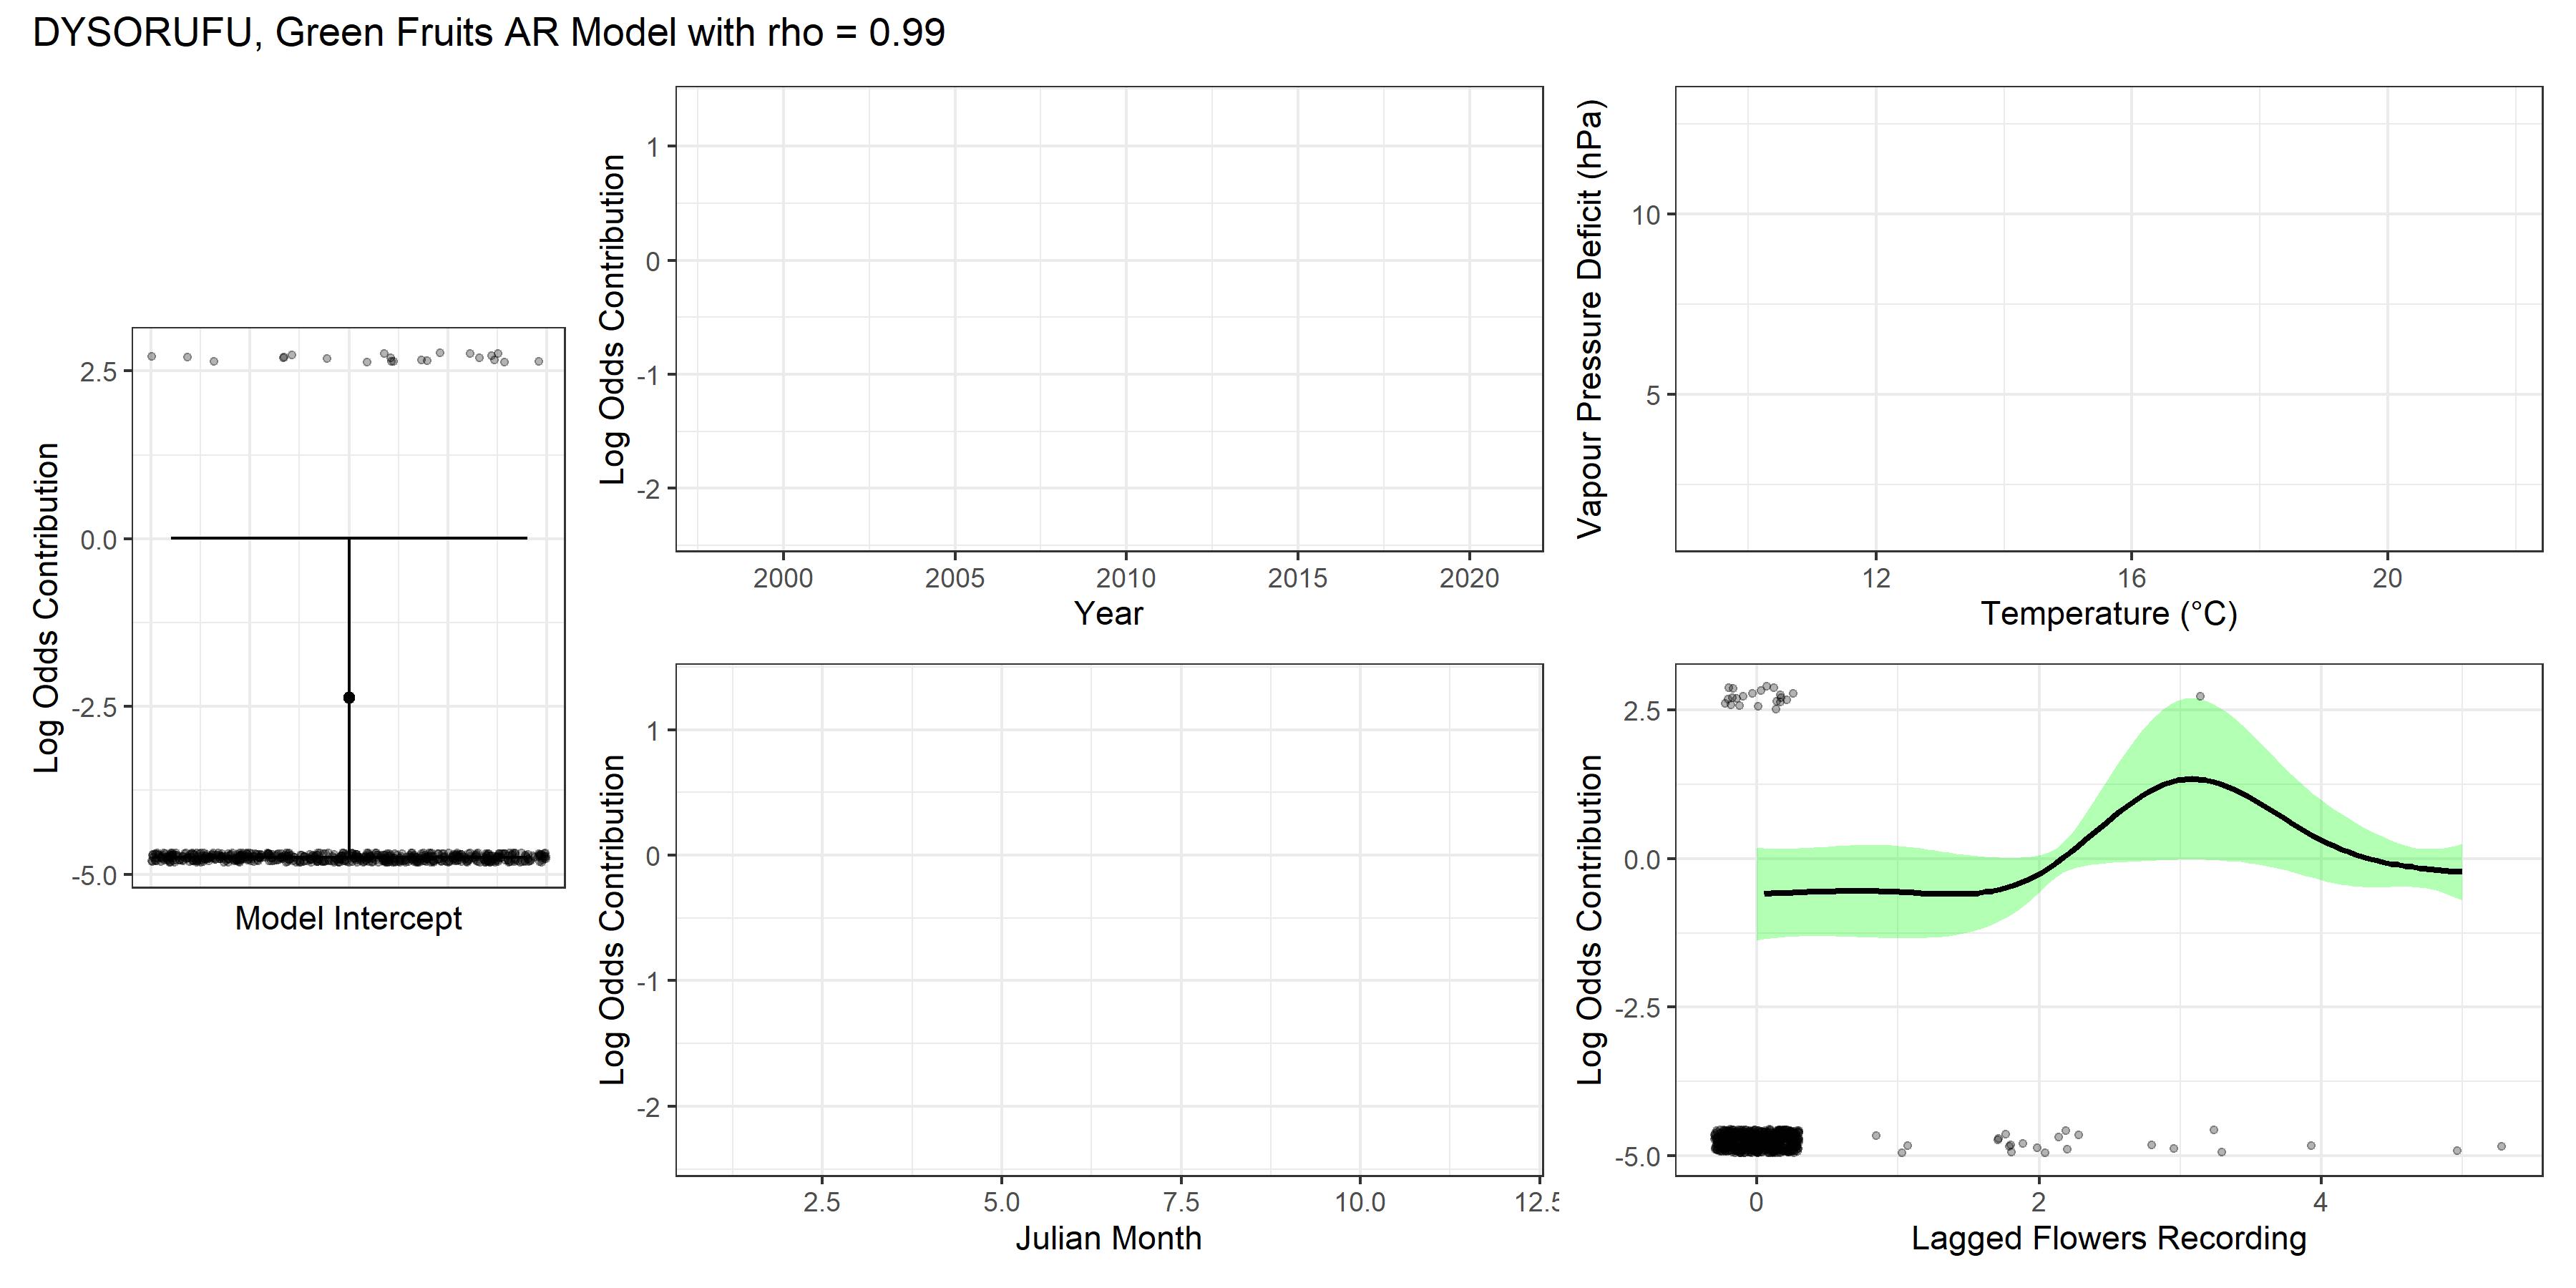 DYSORUFU, Green Fruits AR Model with rho = 0.99
Log Odds Contribution
2.5
0.0
-2.5
-5.0
Model Intercept
Log Odds Contribution
1
0
-1
-2
2000 2005 2010 2015 2020
Year
Vapour Pressure Deficit (hPa)
10
5
12 16 20
Temperature (°C)
Log Odds Contribution
1
0
-1
-2
2.5 5.0 7.5 10.0 12.5
Julian Month
Log Odds Contribution
2.5
0.0
-2.5
-5.0
0 2 4
Lagged Flowers Recording